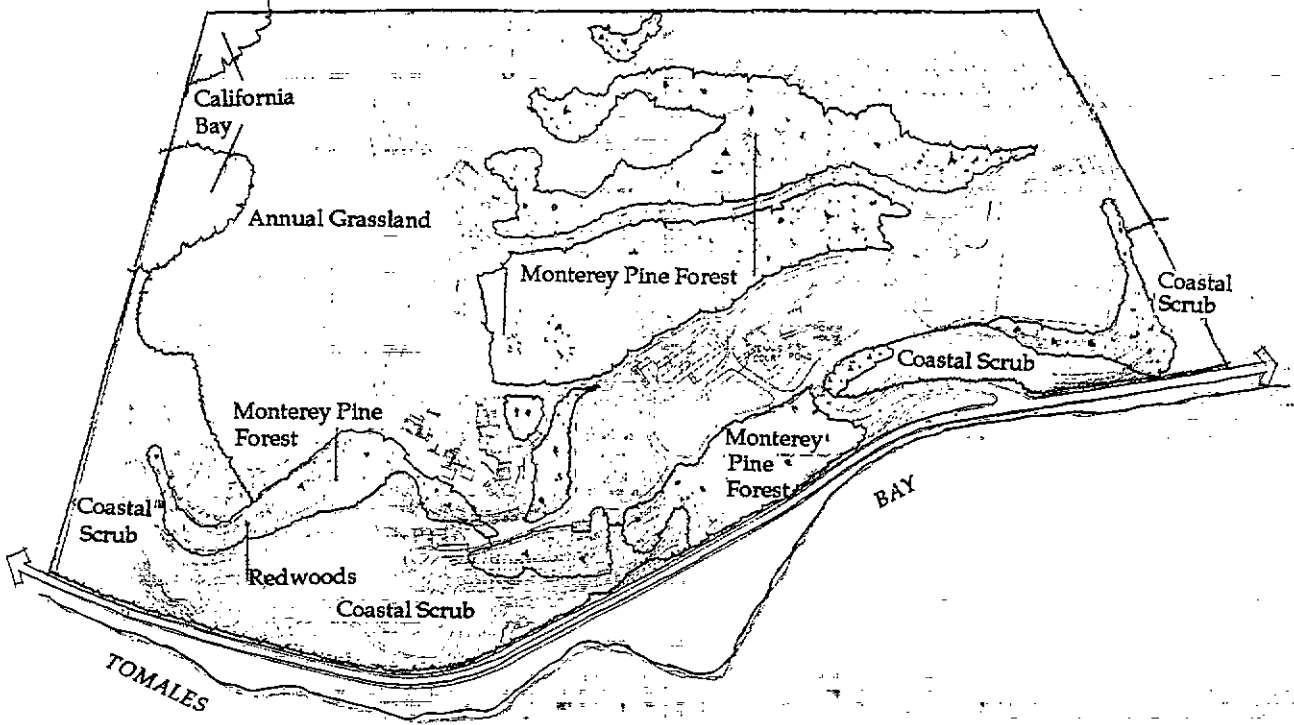 California
Bay
Annual Grassland
Monterey Pine Forest
Coastal
Scrub
Coastal Scrub
Monterey Pine
Forest
Monterey
Pine
Forest
Coastal
Scrub
Redwoods
Coastal Scrub
BAY
TOMALES